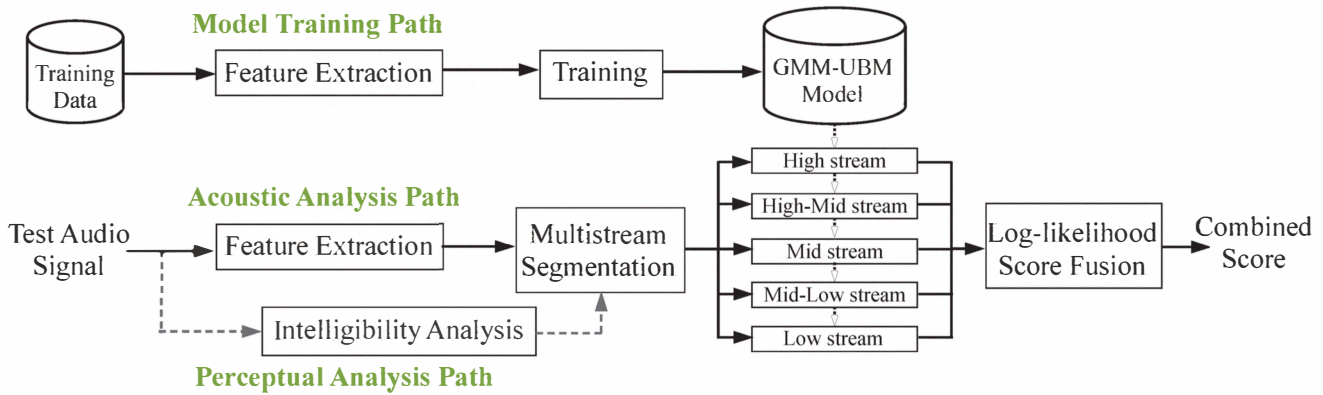 Model Training Path
Training
Data
Feature Extraction
Training
GMM-UBM
Model
Acoustic Analysis Path
Test Audio
Signal
Feature Extraction
Multistream
Segmentation
Intelligibility Analysis
Perceptual Analysis Path
High stream
High-Mid stream
Mid stream
Mid-Low stream
Low stream
Log-likelihood
Score Fusion
Combined
Score